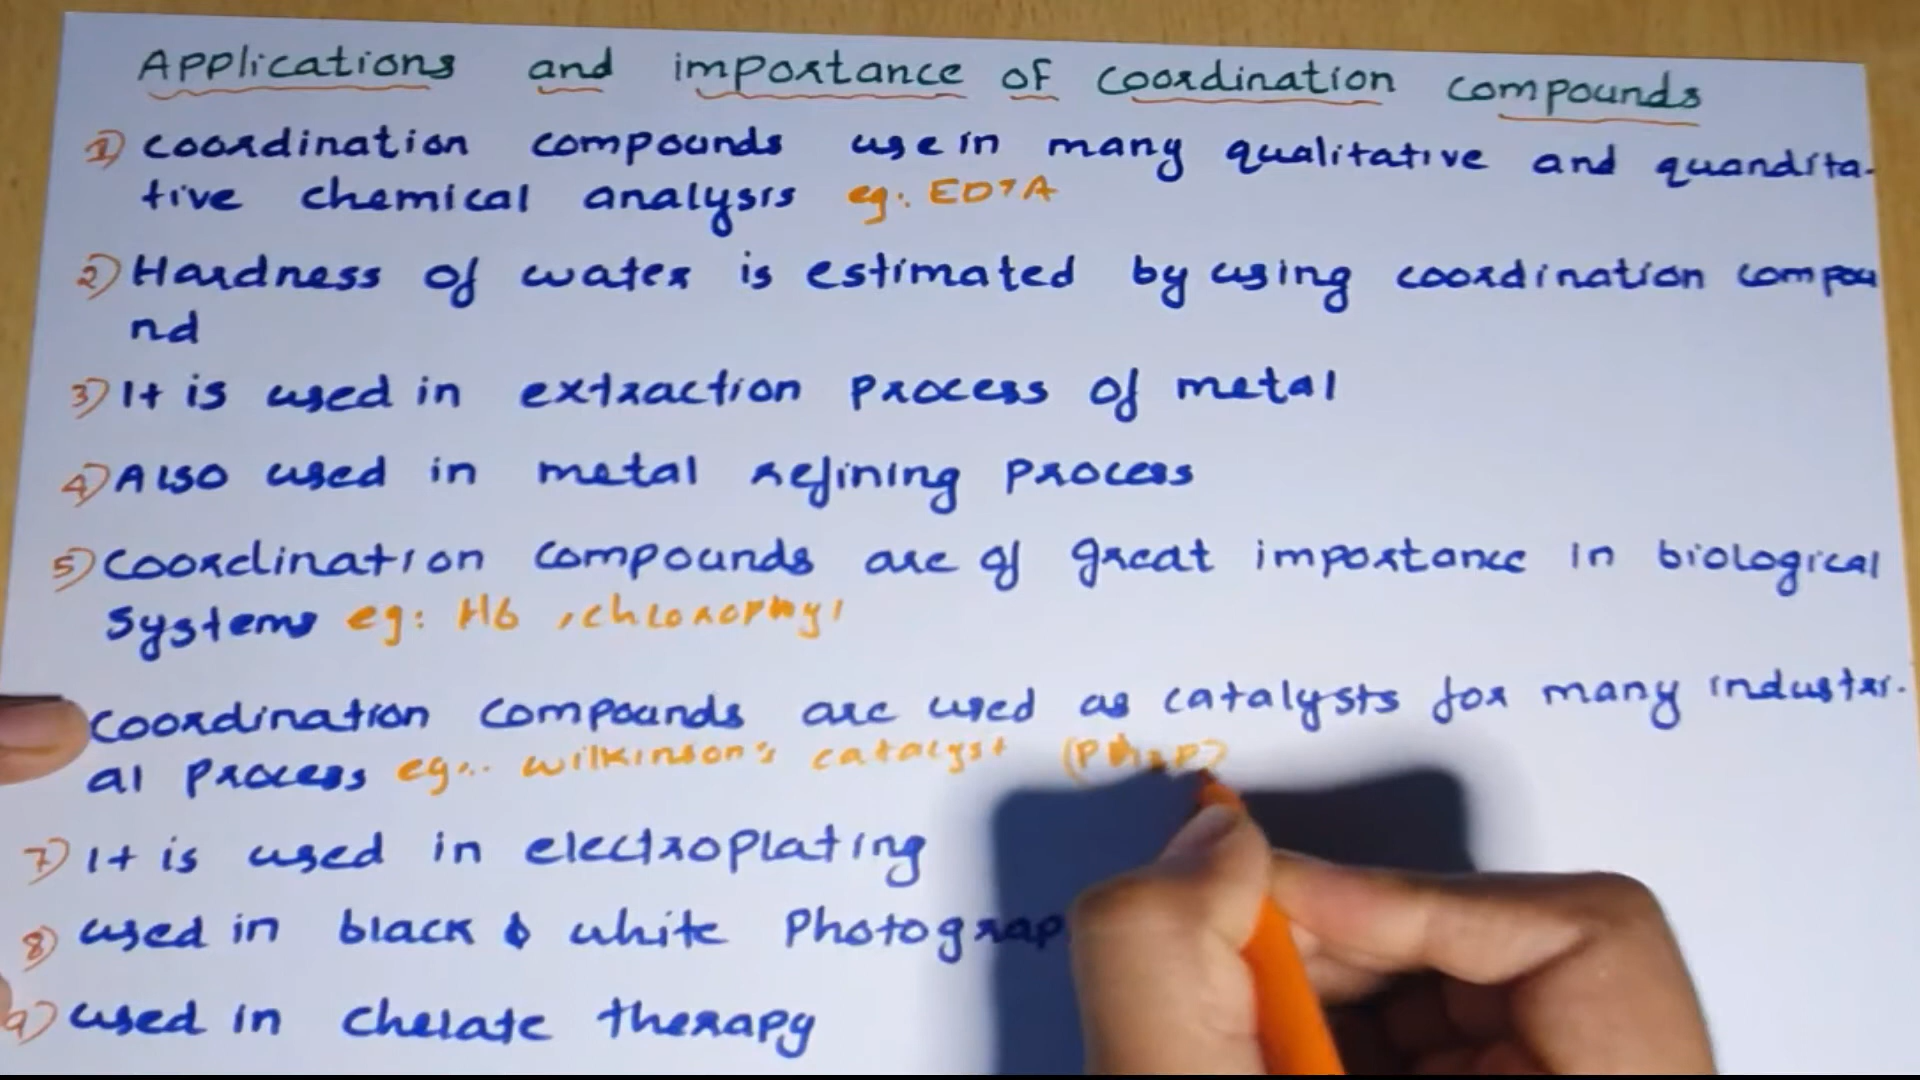 Applications and importance of coordination compounds
1) coordination compounds use in many qualitative and quandita-
tive chemical analysis eg: EDTA
2) Hardness of water is estimated by using coordination compou
nd
3) It is used in extraction process of metal
4) Also used in metal refining process
5) Coordination compounds are of great importance in biological
systems eg: Hb, chlorophyl
coordination compounds are used as catalysts for many industri-
al process eg:- wilkinson's catalyst (Ph3P)
7) It is used in electroplating
8) used in black & white Photograp
9) used in chelate therapy